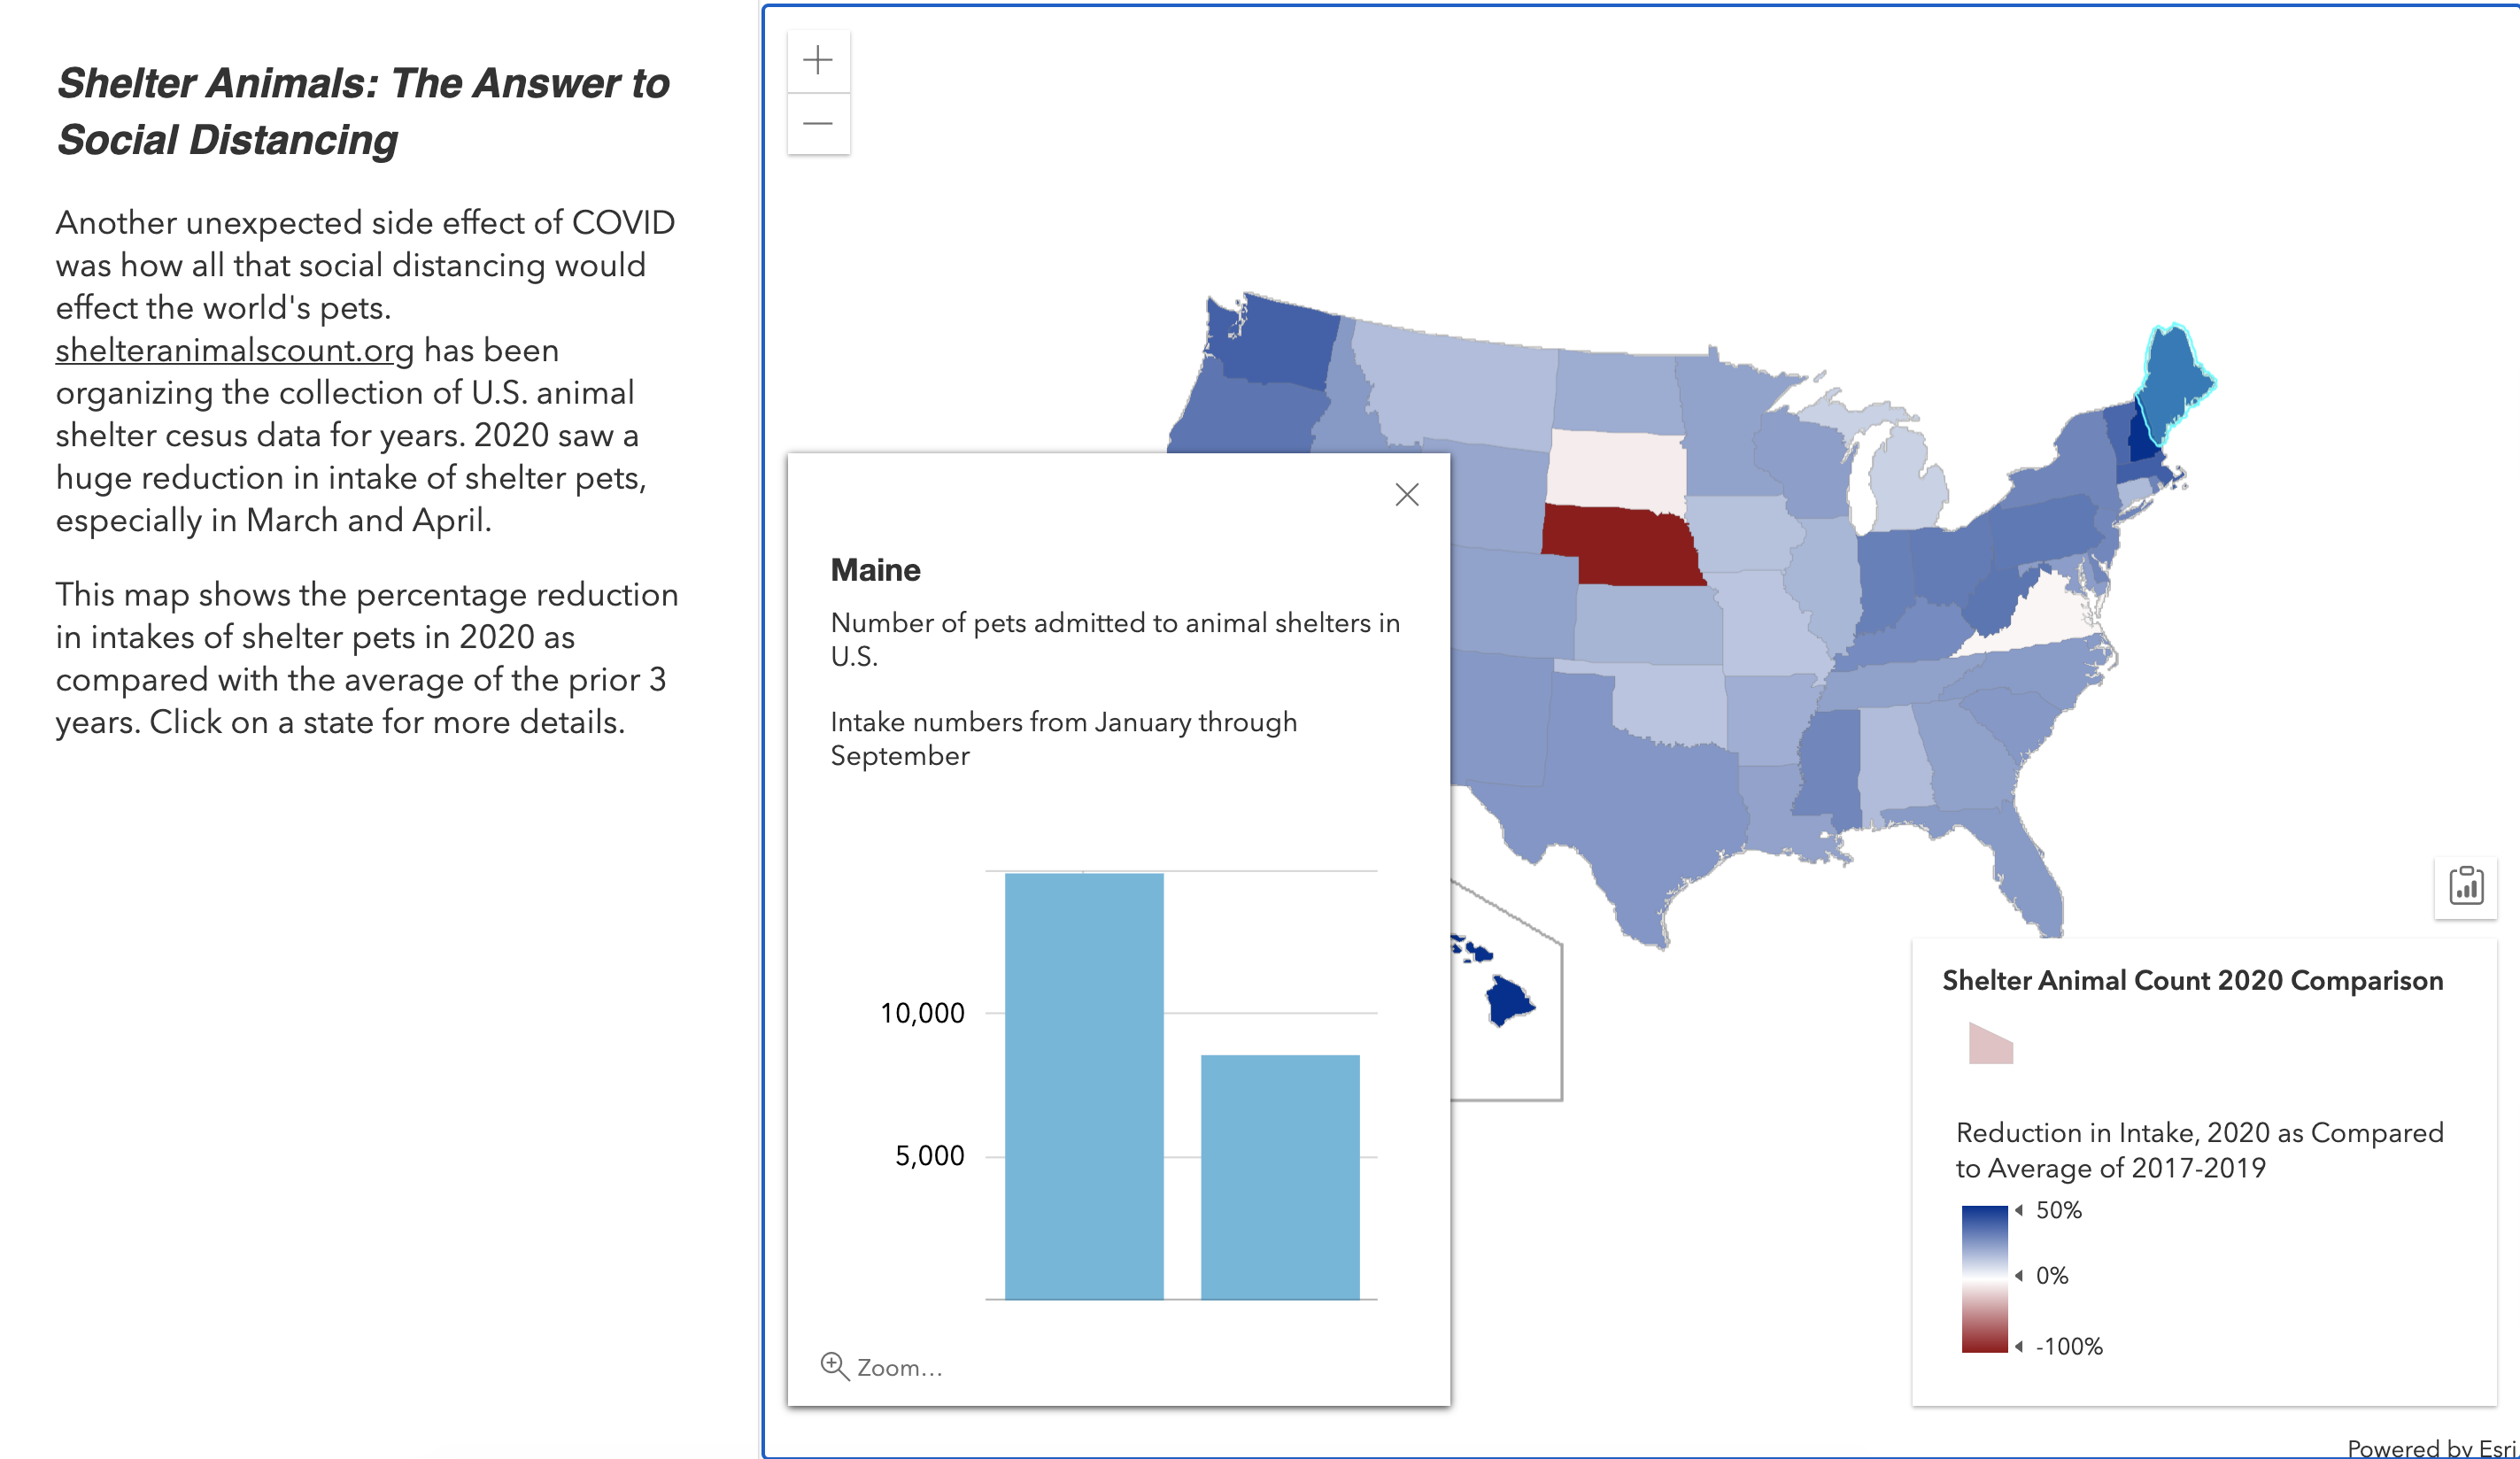 Shelter Animals: The Answer to
Social Distancing
Another unexpected side effect of COVID
was how all that social distancing would
effect the world's pets.
shelteranimalscount.org has been
organizing the collection of U.S. animal
shelter cesus data for years. 2020 saw a
huge reduction in intake of shelter pets,
especially in March and April.
This map shows the percentage reduction
in intakes of shelter pets in 2020 as
compared with the average of the prior 3
years. Click on a state for more details.
Maine
Number of pets admitted to animal shelters in
U.S.
Intake numbers from January through
September
10,000
5,000
Zoom...
Shelter Animal Count 2020 Comparison
Reduction in Intake, 2020 as Compared
to Average of 2017-2019
50%
0%
-100%
Powered by Esri